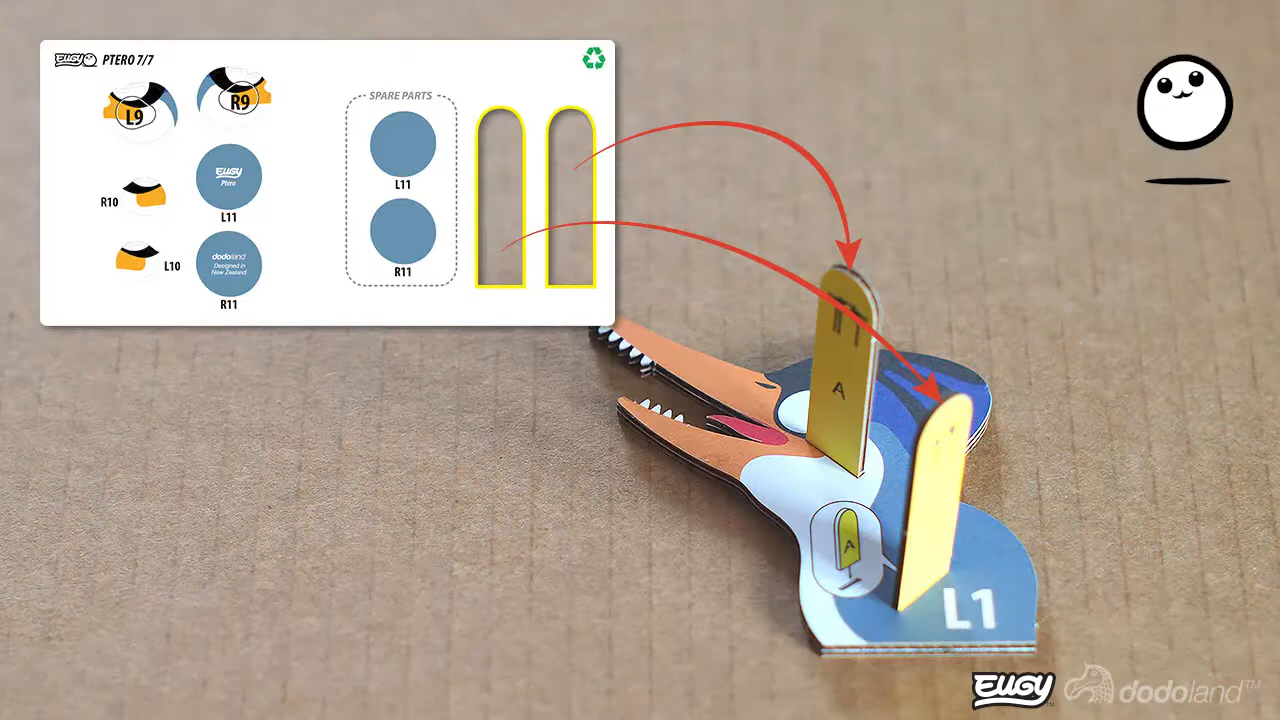 EUGY PTERO 7/7
L9
R9
SPARE PARTS
EUGY
Ptero
R10
L11
L11
dodoland
Designed in
New Zealand
L10
R11
R11
A
A
L1
EUGY
dodoland™